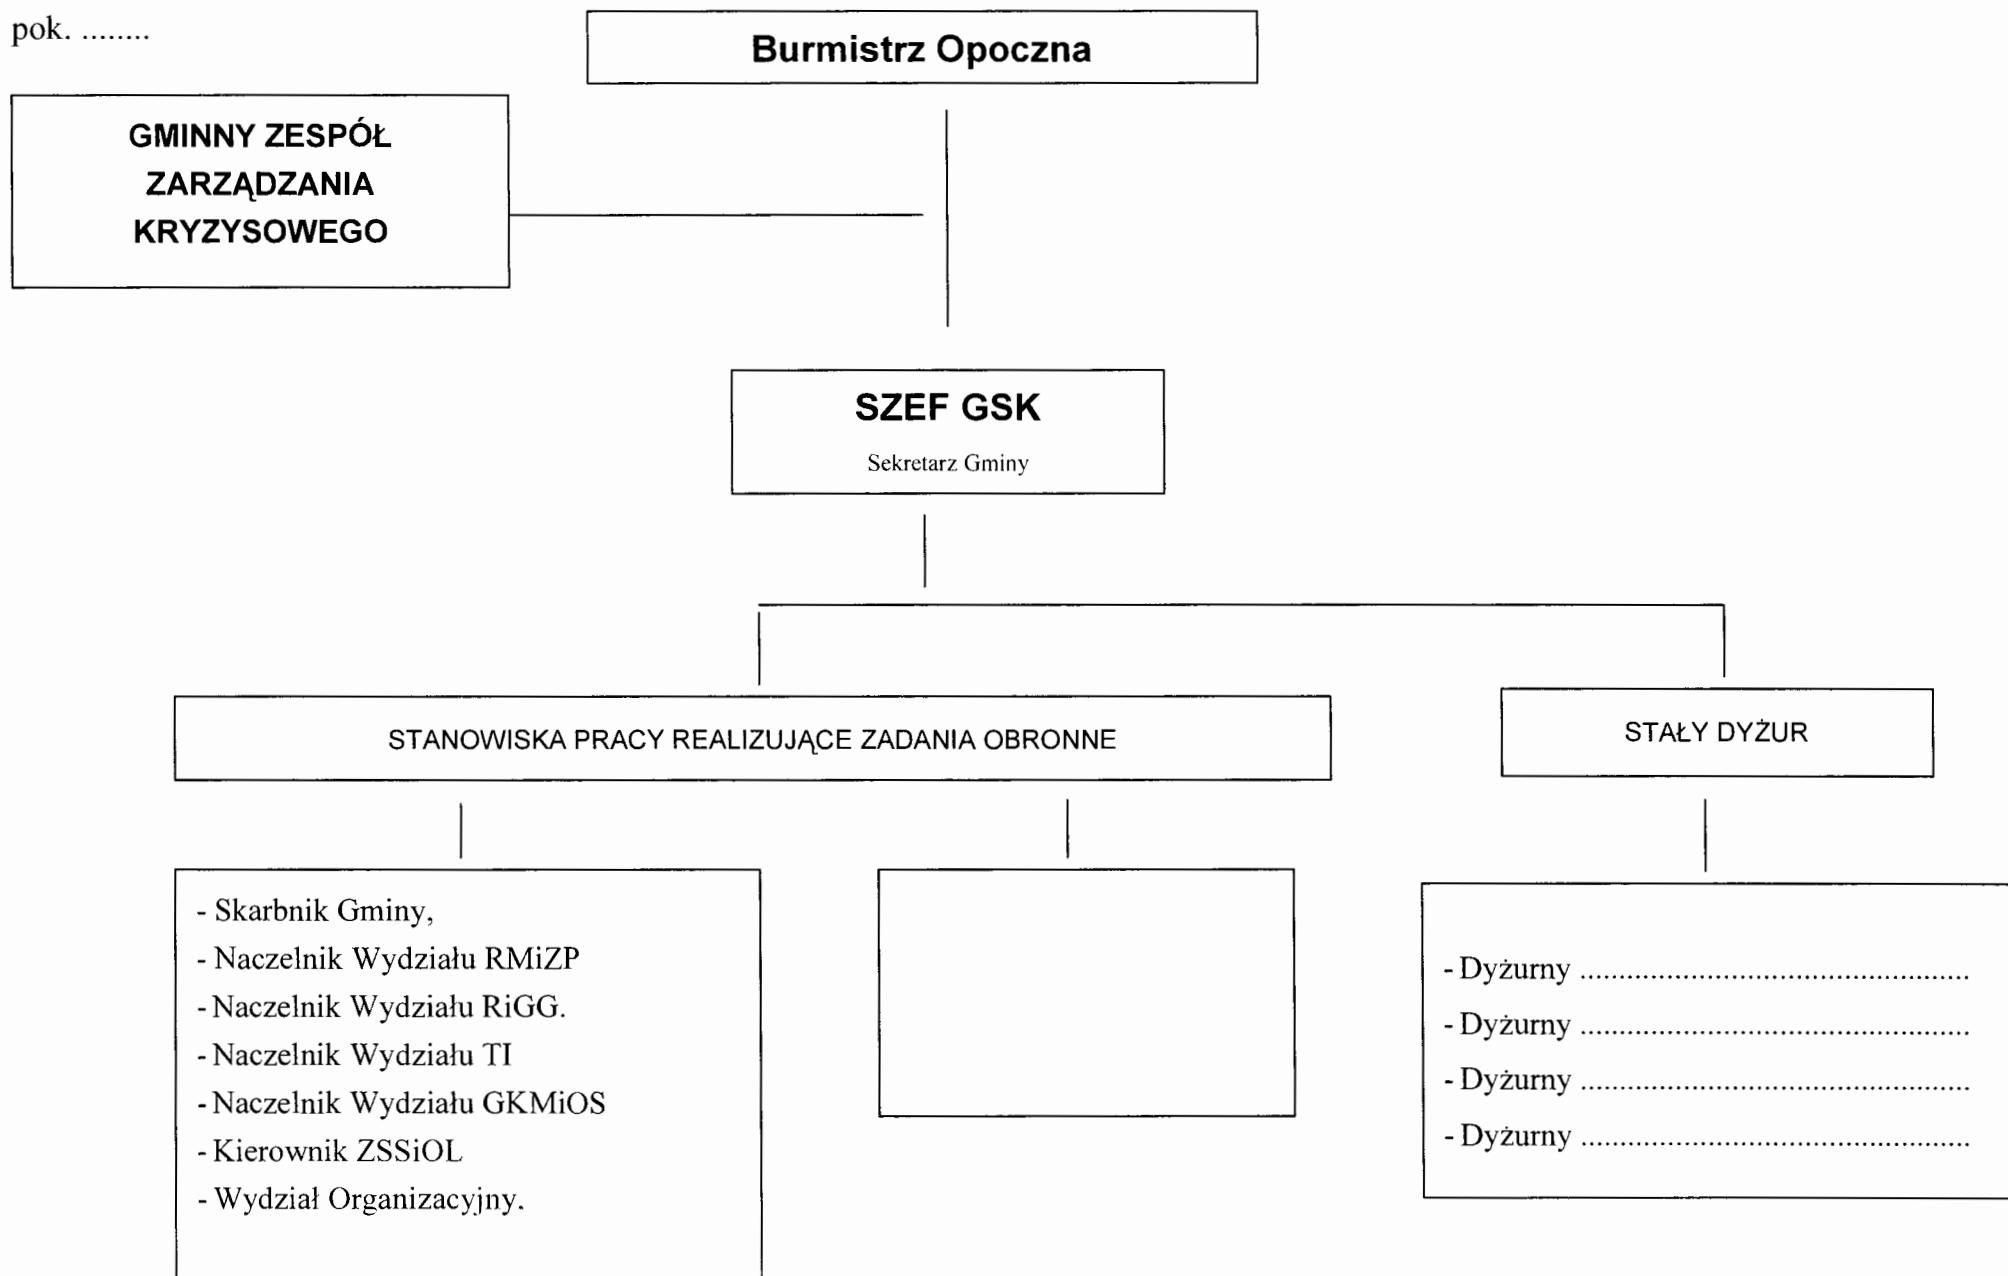 pok. ........
Burmistrz Opoczna
GMINNY ZESPÓŁ
ZARZĄDZANIA
KRYZYSOWEGO
SZEF GSK
Sekretarz Gminy
STANOWISKA PRACY REALIZUJĄCE ZADANIA OBRONNE
STAŁY DYŻUR
- Skarbnik Gminy,
- Naczelnik Wydziału RMiZP
- Naczelnik Wydziału RiGG.
- Naczelnik Wydziału TI
- Naczelnik Wydziału GKMiOS
- Kierownik ZSSiOL
- Wydział Organizacyjny.
- Dyżurny ................................................
- Dyżurny ................................................
- Dyżurny ................................................
- Dyżurny ................................................